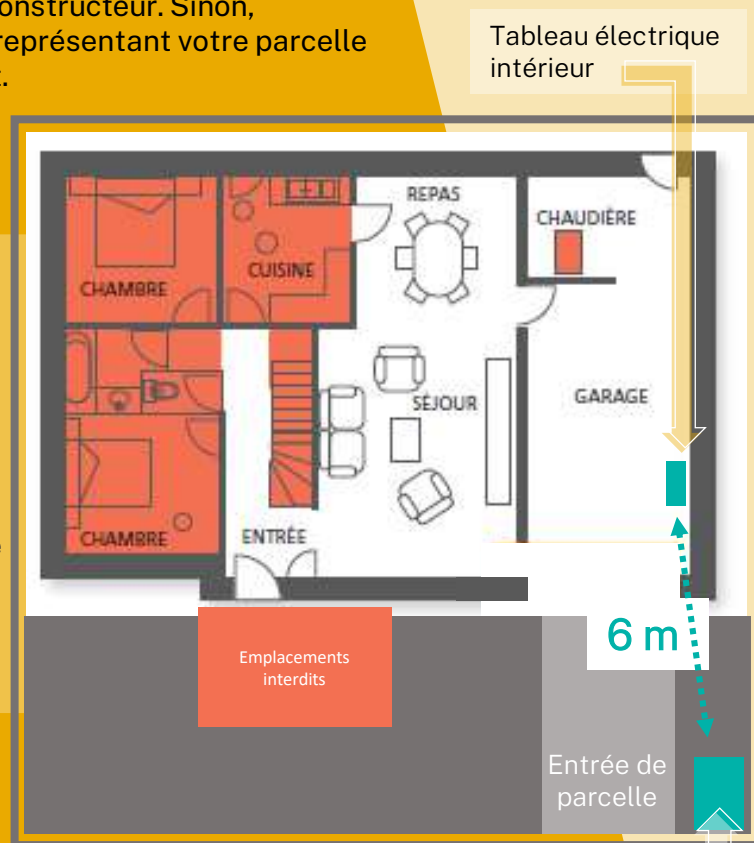 onstructeur. Sinon,
représentant votre parcelle
Tableau électrique
intérieur
REPAS
CHAUDIÈRE
CUISINE
CHAMBRE
SÉJOUR
GARAGE
CHAMBRE
ENTRÉE
6 m
Emplacements
interdits
Entrée de
parcelle